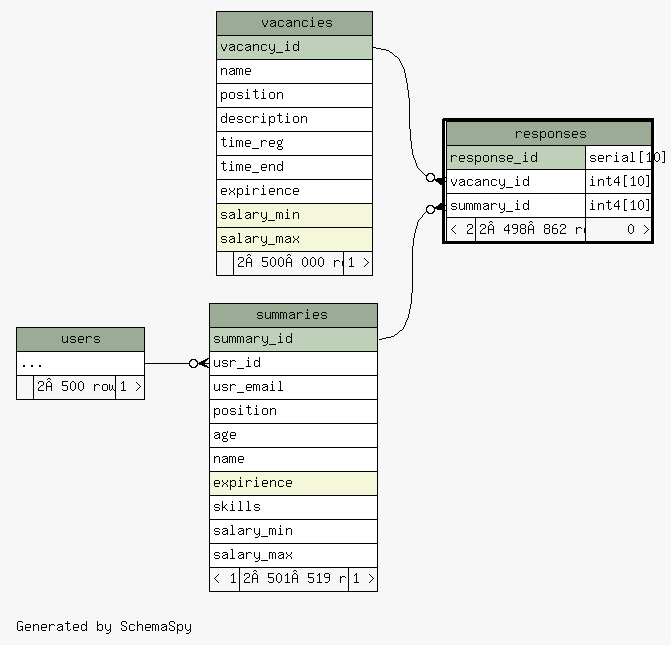 vacancies
vacancy_id
name
position
description
time_reg
time_end
expirience
salary_min
salary_max
2Â 500Â 000 r 1 >
responses
response_id serial[10]
vacancy_id int4[10]
summary_id int4[10]
< 2 2Â 498Â 862 r 0 >
users
...
2Â 500 row 1 >
summaries
summary_id
usr_id
usr_email
position
age
name
expirience
skills
salary_min
salary_max
< 1 2Â 501Â 519 r 1 >
Generated by SchemaSpy